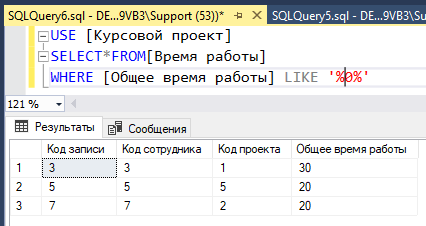 SQLQuery6.sql - DE...9VB3\Support (53))* SQLQuery5.sql - DE...9VB3\Su
USE [Курсовой проект]
SELECT*FROM[Время работы]
WHERE [Общее время работы] LIKE '%0%'
121 %
Результаты Сообщения
Код записи Код сотрудника Код проекта Общее время работы
1 3 3 1 30
2 5 5 5 20
3 7 7 2 20